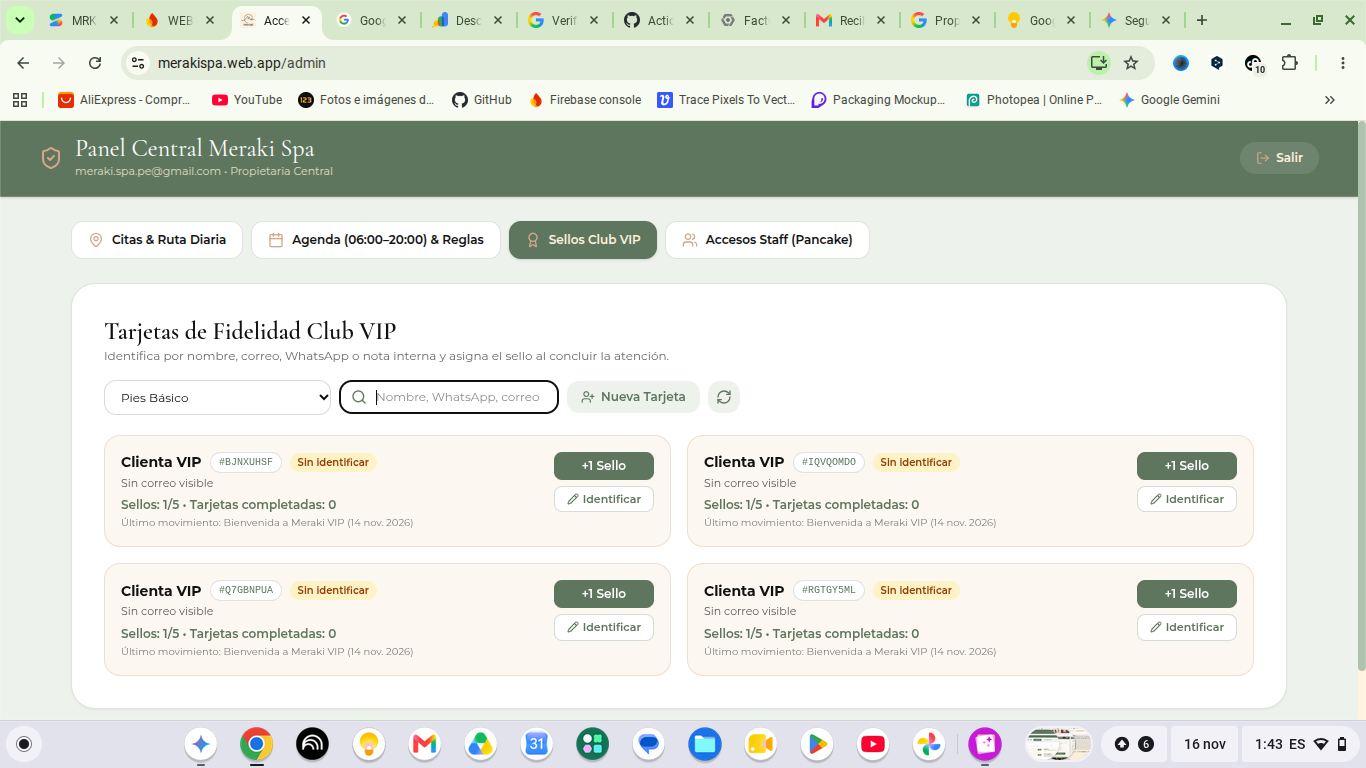 MRK
WEB
Acce
Goog
Desc
Verif
Actio
Fact
Recil
Prop
Goog
Segu
merakispa.web.app/admin
10
AliExpress - Compr...
YouTube
123
Fotos e imágenes d...
GitHub
Firebase console
Trace Pixels To Vect...
Packaging Mockup...
Photopea | Online P...
Google Gemini
Panel Central Meraki Spa
meraki.spa.pe@gmail.com • Propietaria Central
Salir
Citas & Ruta Diaria
Agenda (06:00–20:00) & Reglas
Sellos Club VIP
Accesos Staff (Pancake)
Tarjetas de Fidelidad Club VIP
Identifica por nombre, correo, WhatsApp o nota interna y asigna el sello al concluir la atención.
Pies Básico
Nombre, WhatsApp, correo
Nueva Tarjeta
Clienta VIP #BJNXUHSF Sin identificar
+1 Sello
Sin correo visible
Identificar
Sellos: 1/5 • Tarjetas completadas: 0
Último movimiento: Bienvenida a Meraki VIP (14 nov. 2026)
Clienta VIP #IQVQOMDO Sin identificar
+1 Sello
Sin correo visible
Identificar
Sellos: 1/5 • Tarjetas completadas: 0
Último movimiento: Bienvenida a Meraki VIP (14 nov. 2026)
Clienta VIP #Q7GBNPUA Sin identificar
+1 Sello
Sin correo visible
Identificar
Sellos: 1/5 • Tarjetas completadas: 0
Último movimiento: Bienvenida a Meraki VIP (14 nov. 2026)
Clienta VIP #RGTGY5ML Sin identificar
+1 Sello
Sin correo visible
Identificar
Sellos: 1/5 • Tarjetas completadas: 0
Último movimiento: Bienvenida a Meraki VIP (14 nov. 2026)
31
6
16 nov
1:43 ES